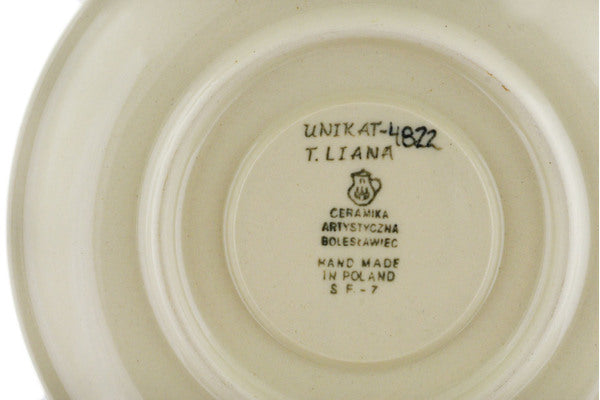 UNIKAT-4822
T. LIANA
CERAMIKA
ARTYSTYCZNA
BOLESŁAWIEC
HAND MADE
IN POLAND
S F - 7